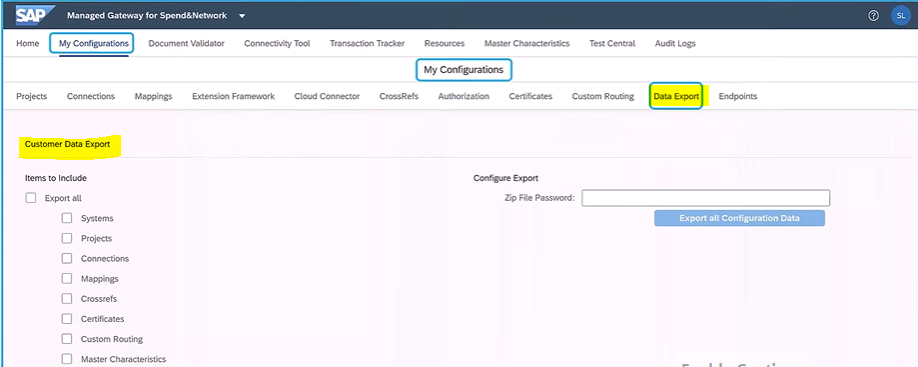 SAP Managed Gateway for Spend&Network SL
Home My Configurations Document Validator Connectivity Tool Transaction Tracker Resources Master Characteristics Test Central Audit Logs
My Configurations
Projects Connections Mappings Extension Framework Cloud Connector CrossRefs Authorization Certificates Custom Routing Data Export Endpoints
Customer Data Export
Items to Include Configure Export
Export all Zip File Password:
Systems Export all Configuration Data
Projects
Connections
Mappings
Crossrefs
Certificates
Custom Routing
Master Characteristics